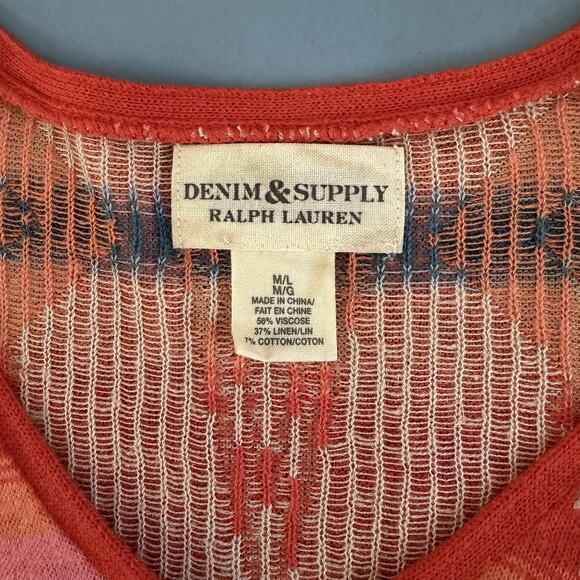 DENIM & SUPPLY
RALPH LAUREN
M/L
M/G
MADE IN CHINA/
FAIT EN CHINE
56% VISCOSE
37% LINEN/LIN
7% COTTON/COTON